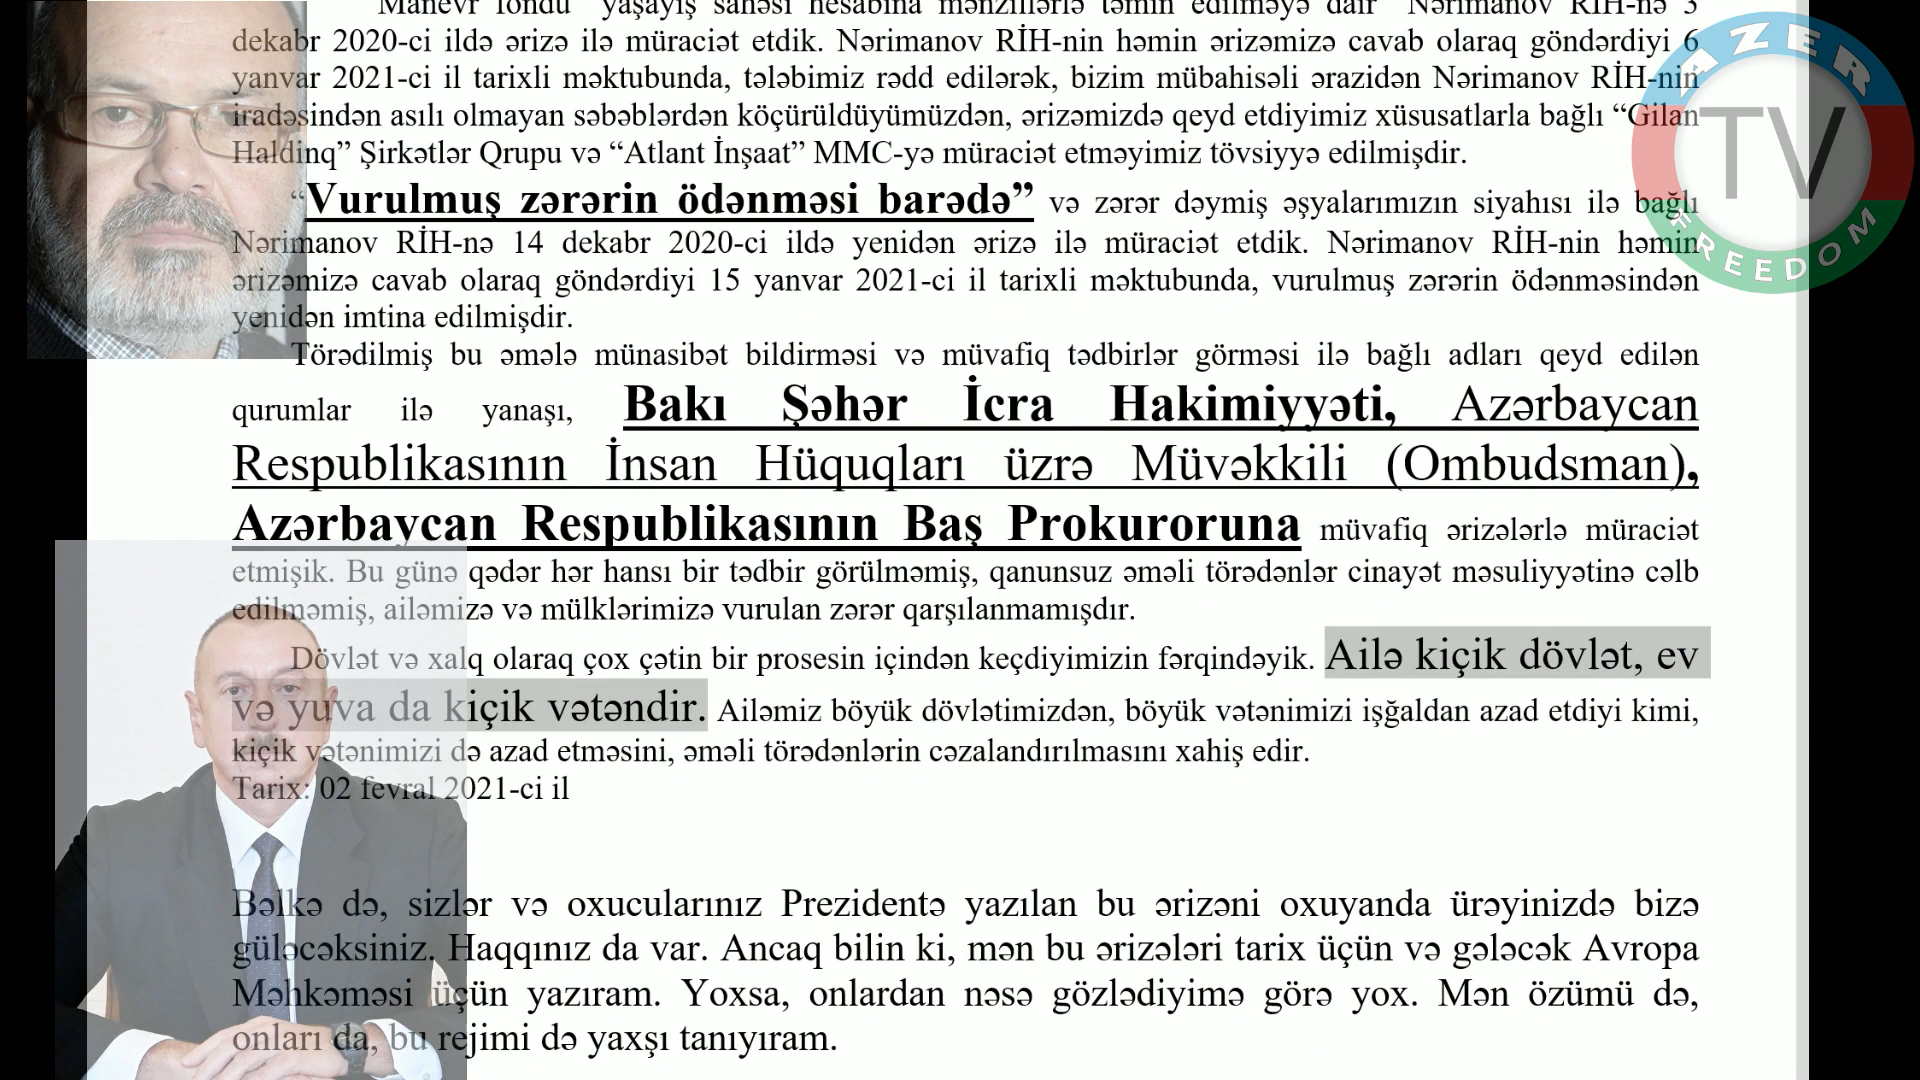 "Manevr fondu" yaşayış sahəsi hesabına mənzillərlə təmin edilməyə dair Nərimanov RİH-nə 3
dekabr 2020-ci ildə ərizə ilə müraciət etdik. Nərimanov RİH-nin həmin ərizəmizə cavab olaraq göndərdiyi 6
yanvar 2021-ci il tarixli məktubunda, tələbimiz rədd edilərək, bizim mübahisəli ərazidən Nərimanov RİH-nin
iradəsindən asılı olmayan səbəblərdən köçürüldüyümüzdən, ərizəmizdə qeyd etdiyimiz xüsusatlarla bağlı “Gilan
Haldinq” Şirkətlər Qrupu və “Atlant İnşaat” MMC-yə müraciət etməyimiz tövsiyyə edilmişdir.
“Vurulmuş zərərin ödənməsi barədə” və zərər dəymiş əşyalarımızın siyahısı ilə bağlı
Nərimanov RİH-nə 14 dekabr 2020-ci ildə yenidən ərizə ilə müraciət etdik. Nərimanov RİH-nin həmin
ərizəmizə cavab olaraq göndərdiyi 15 yanvar 2021-ci il tarixli məktubunda, vurulmuş zərərin ödənməsindən
yenidən imtina edilmişdir.
Törədilmiş bu əmələ münasibət bildirməsi və müvafiq tədbirlər görməsi ilə bağlı adları qeyd edilən
qurumlar ilə yanaşı, Bakı Şəhər İcra Hakimiyyəti, Azərbaycan
Respublikasının İnsan Hüquqları üzrə Müvəkkili (Ombudsman),
Azərbaycan Respublikasının Baş Prokuroruna müvafiq ərizələrlə müraciət
etmişik. Bu günə qədər hər hansı bir tədbir görülməmiş, qanunsuz əməli törədənlər cinayət məsuliyyətinə cəlb
edilməmiş, ailəmizə və mülklərimizə vurulan zərər qarşılanmamışdır.
Dövlət və xalq olaraq çox çətin bir prosesin içindən keçdiyimizin fərqindəyik. Ailə kiçik dövlət, ev
və yuva da kiçik vətəndir. Ailəmiz böyük dövlətimizdən, böyük vətənimizi işğaldan azad etdiyi kimi,
kiçik vətənimizi də azad etməsini, əməli törədənlərin cəzalandırılmasını xahiş edir.
Tarix: 02 fevral 2021-ci il
Bəlkə də, sizlər və oxucularınız Prezidentə yazılan bu ərizəni oxuyanda ürəyinizdə bizə
güləcəksiniz. Haqqınız da var. Ancaq bilin ki, mən bu ərizələri tarix üçün və gələcək Avropa
Məhkəməsi üçün yazıram. Yoxsa, onlardan nəsə gözlədiyimə görə yox. Mən özümü də,
onları da, bu rejimi də yaxşı tanıyıram.
AZER
TV
FREEDOM